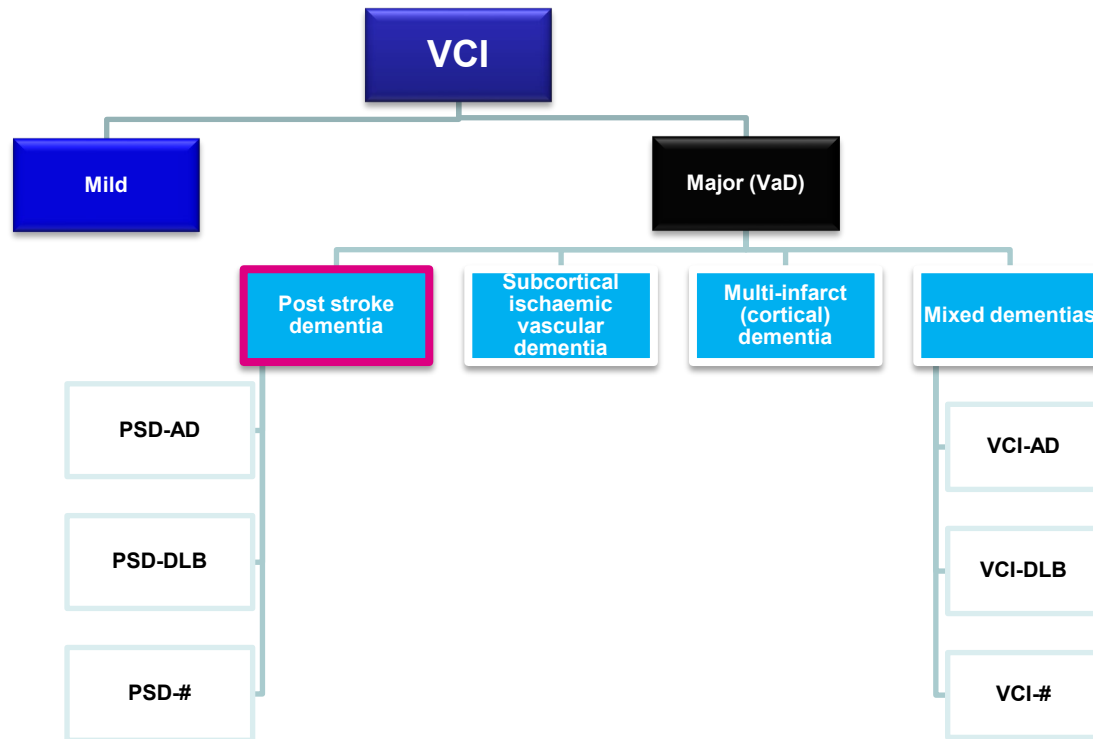 VCI
Mild
Major (VaD)
Post stroke
dementia
Subcortical
ischaemic
vascular
dementia
Multi-infarct
(cortical)
dementia
Mixed dementias
PSD-AD
PSD-DLB
PSD-#
VCI-AD
VCI-DLB
VCI-#